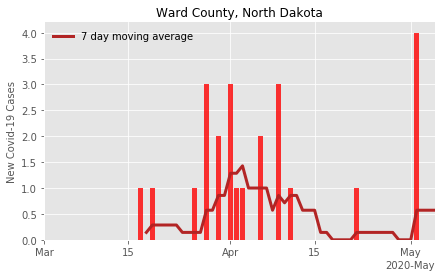 Ward County, North Dakota
7 day moving average
New Covid-19 Cases
4.0
3.5
3.0
2.5
2.0
1.5
1.0
0.5
0.0
Mar 15 Apr 15 May
2020-May